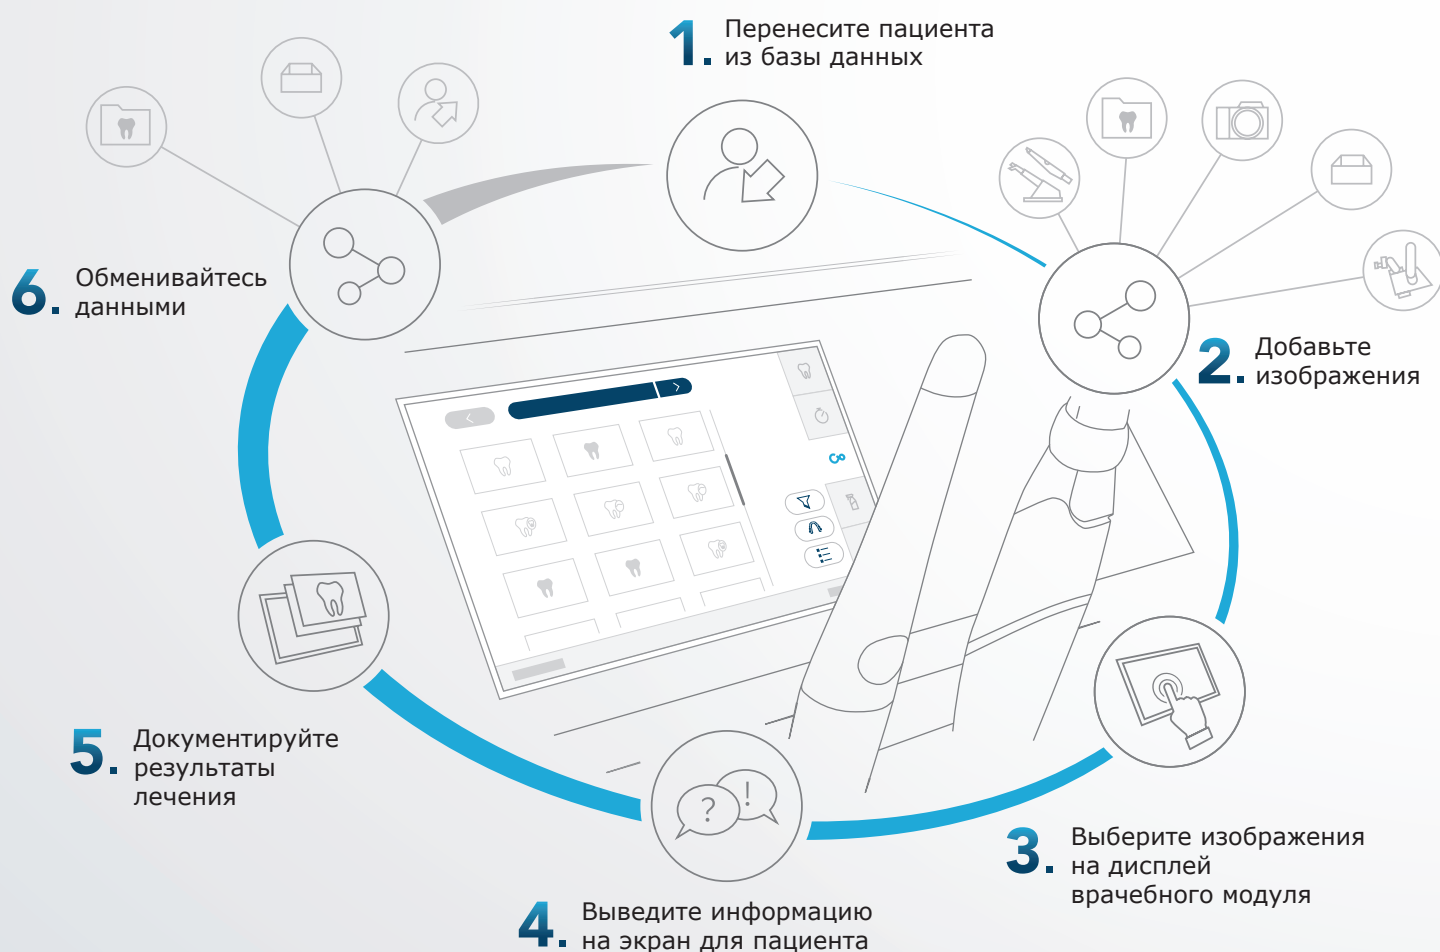 1. Перенесите пациента
из базы данных
2. Добавьте
изображения
3. Выберите изображения
на дисплей
врачебного модуля
4. Выведите информацию
на экран для пациента
5. Документируйте
результаты
лечения
6. Обменивайтесь
данными
? !